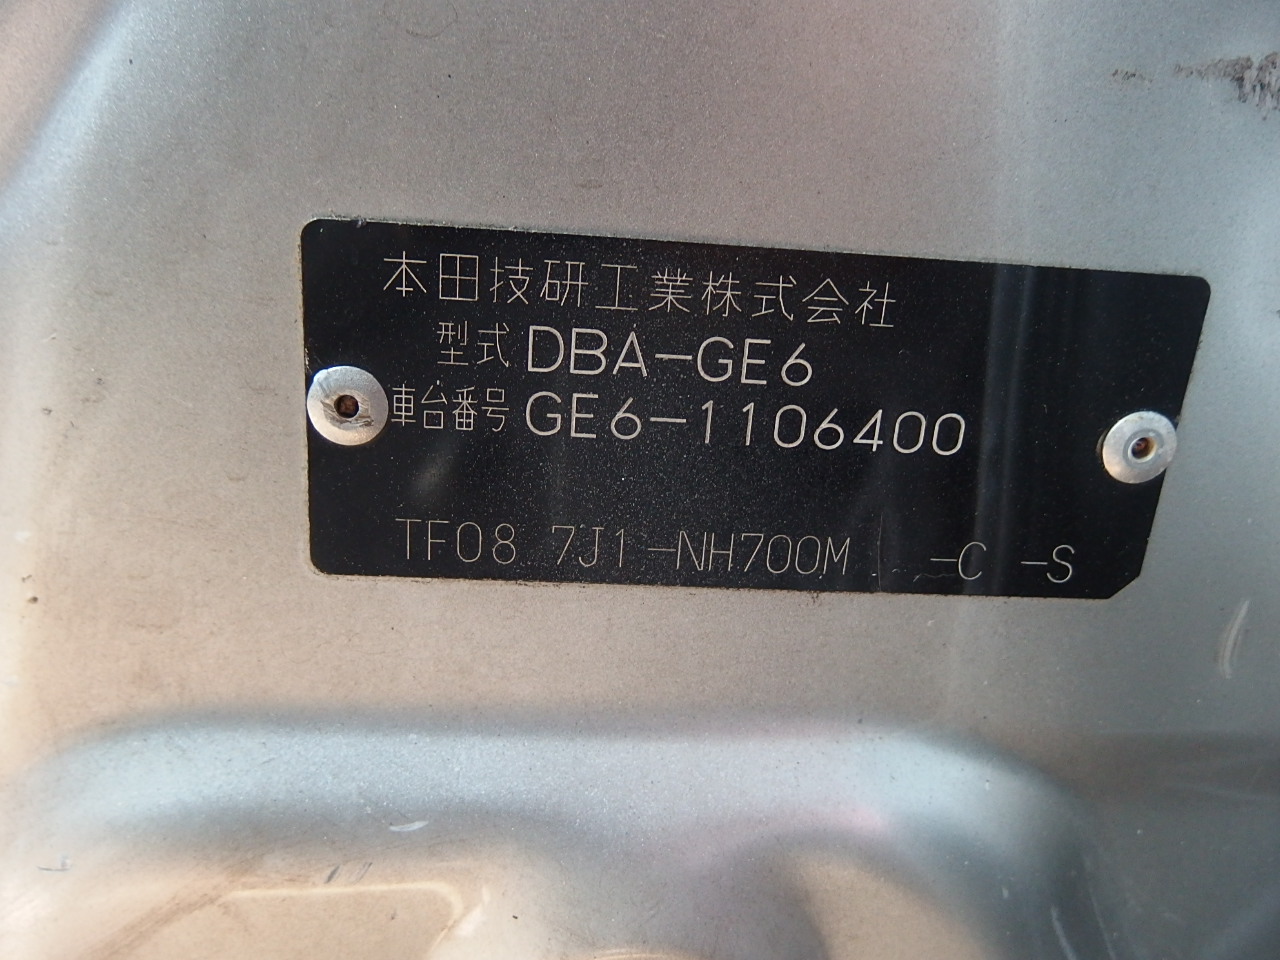 本田技研工業株式会社
型式 DBA-GE6
車台番号 GE6-1106400
TF08 7J1-NH700M -C -S